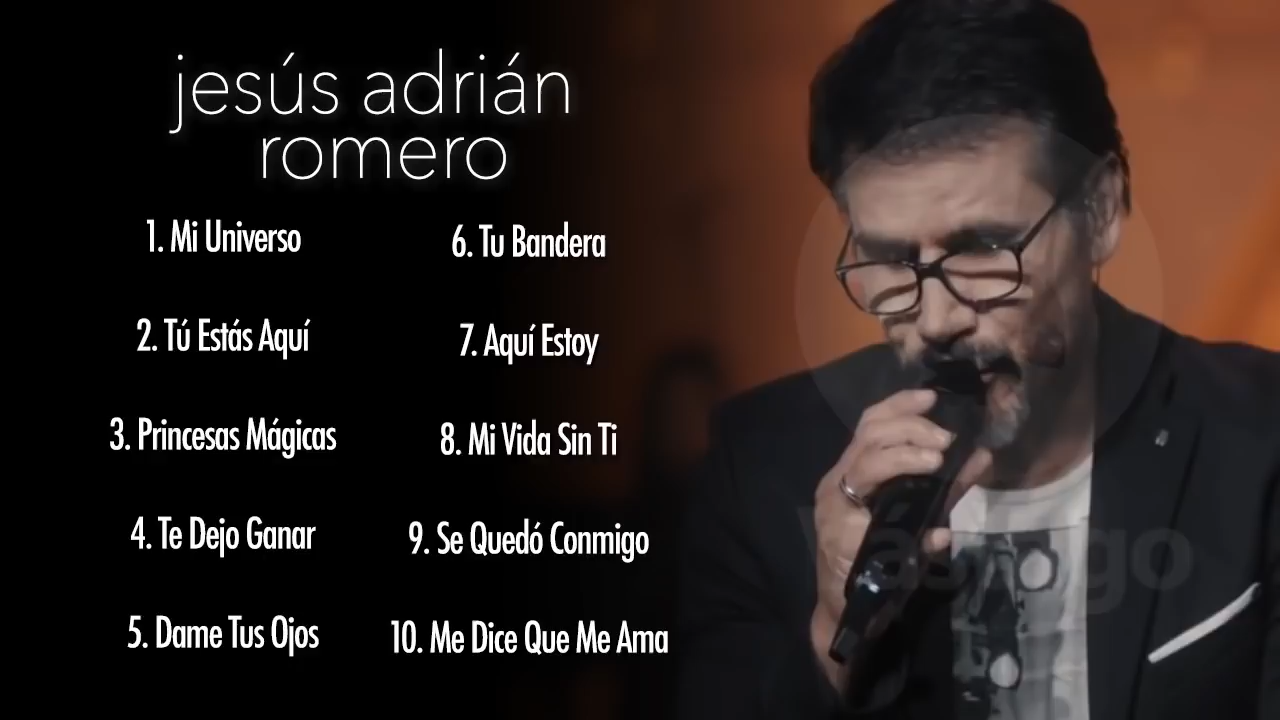 jesús adrián
romero
1. Mi Universo
2. Tú Estás Aquí
3. Princesas Mágicas
4. Te Dejo Ganar
5. Dame Tus Ojos
6. Tu Bandera
7. Aquí Estoy
8. Mi Vida Sin Ti
9. Se Quedó Conmigo
10. Me Dice Que Me Ama
Vástago